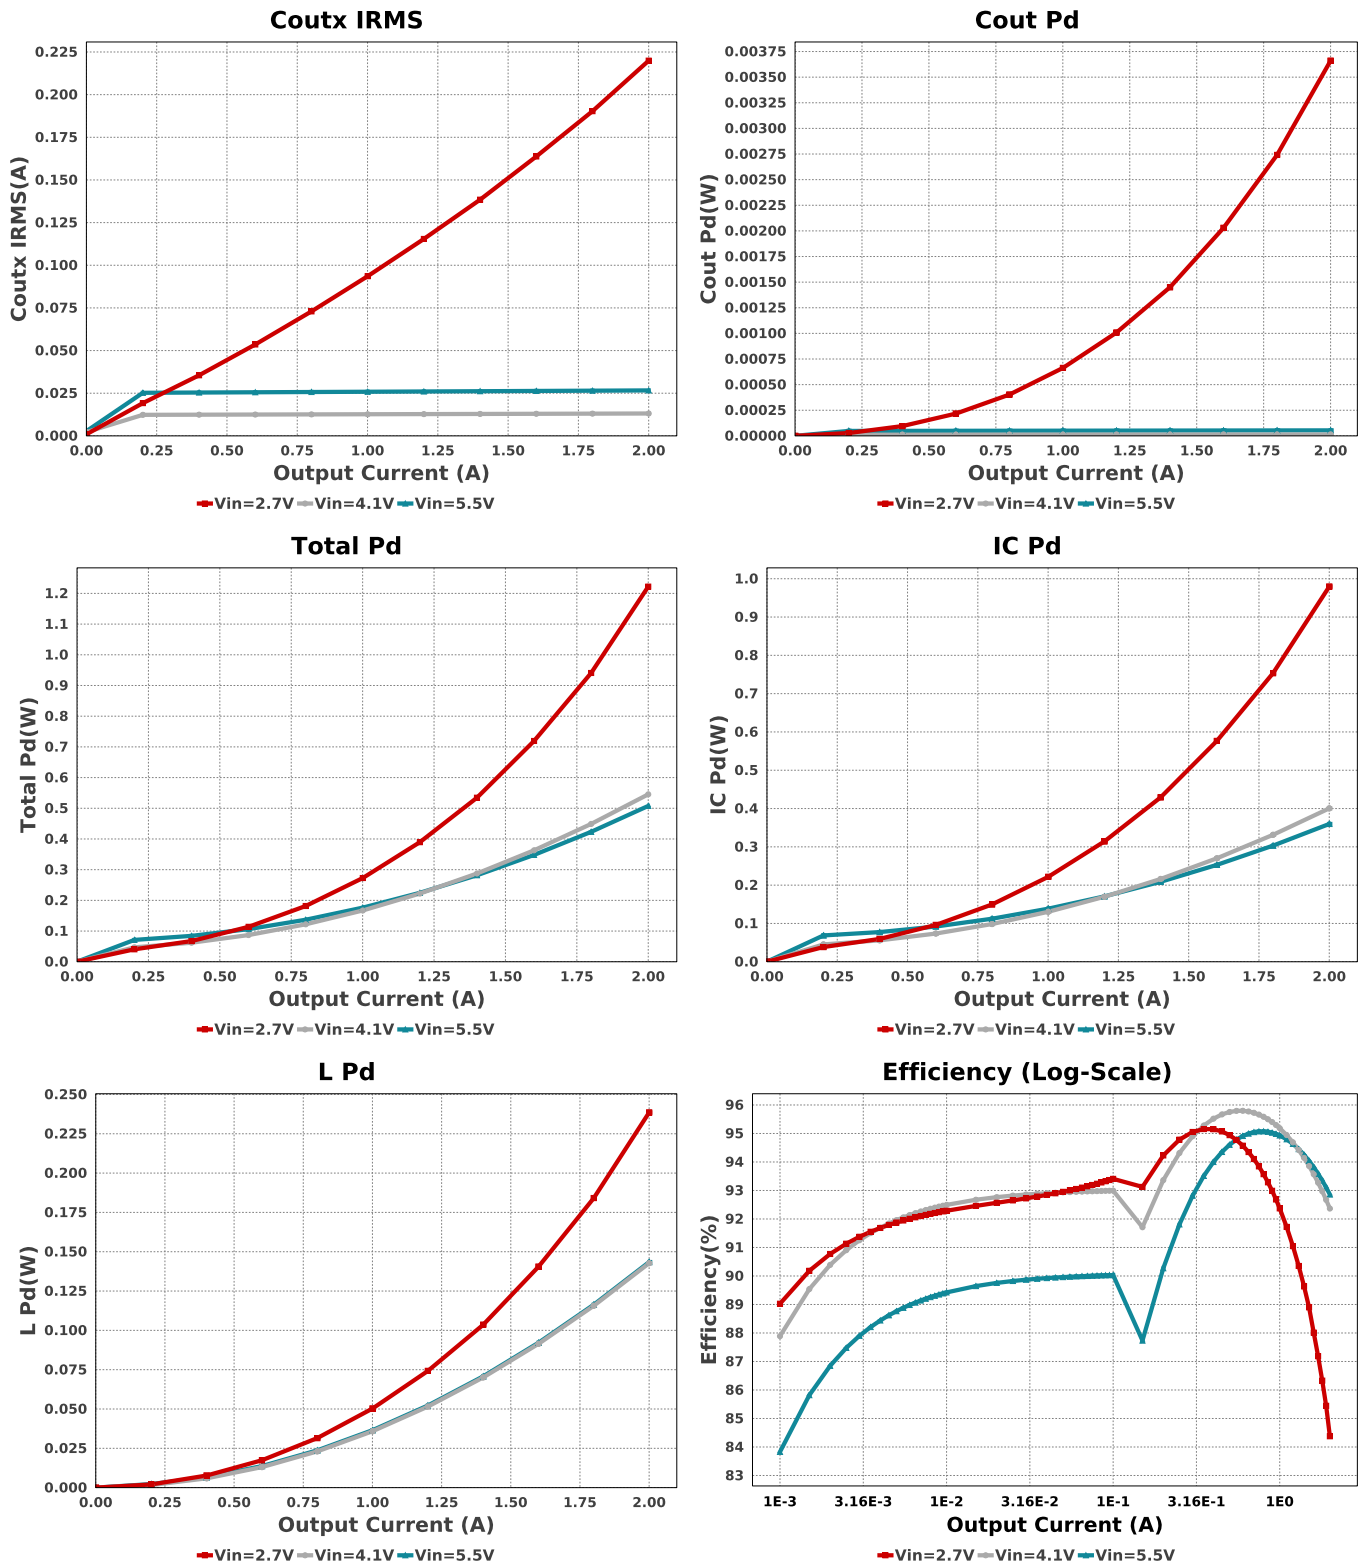 Coutx IRMS
Coutx IRMS(A)
0.225
0.200
0.175
0.150
0.125
0.100
0.075
0.050
0.025
0.000
0.00 0.25 0.50 0.75 1.00 1.25 1.50 1.75 2.00
Output Current (A)
Vin=2.7V Vin=4.1V Vin=5.5V
Cout Pd
Cout Pd(W)
0.00375
0.00350
0.00325
0.00300
0.00275
0.00250
0.00225
0.00200
0.00175
0.00150
0.00125
0.00100
0.00075
0.00050
0.00025
0.00000
0.00 0.25 0.50 0.75 1.00 1.25 1.50 1.75 2.00
Output Current (A)
Vin=2.7V Vin=4.1V Vin=5.5V
Total Pd
Total Pd(W)
1.2
1.1
1.0
0.9
0.8
0.7
0.6
0.5
0.4
0.3
0.2
0.1
0.0
0.00 0.25 0.50 0.75 1.00 1.25 1.50 1.75 2.00
Output Current (A)
Vin=2.7V Vin=4.1V Vin=5.5V
IC Pd
IC Pd(W)
1.0
0.9
0.8
0.7
0.6
0.5
0.4
0.3
0.2
0.1
0.0
0.00 0.25 0.50 0.75 1.00 1.25 1.50 1.75 2.00
Output Current (A)
Vin=2.7V Vin=4.1V Vin=5.5V
L Pd
L Pd(W)
0.250
0.225
0.200
0.175
0.150
0.125
0.100
0.075
0.050
0.025
0.000
0.00 0.25 0.50 0.75 1.00 1.25 1.50 1.75 2.00
Output Current (A)
Vin=2.7V Vin=4.1V Vin=5.5V
Efficiency (Log-Scale)
Efficiency(%)
96
95
94
93
92
91
90
89
88
87
86
85
84
83
1E-3 3.16E-3 1E-2 3.16E-2 1E-1 3.16E-1 1E0
Output Current (A)
Vin=2.7V Vin=4.1V Vin=5.5V